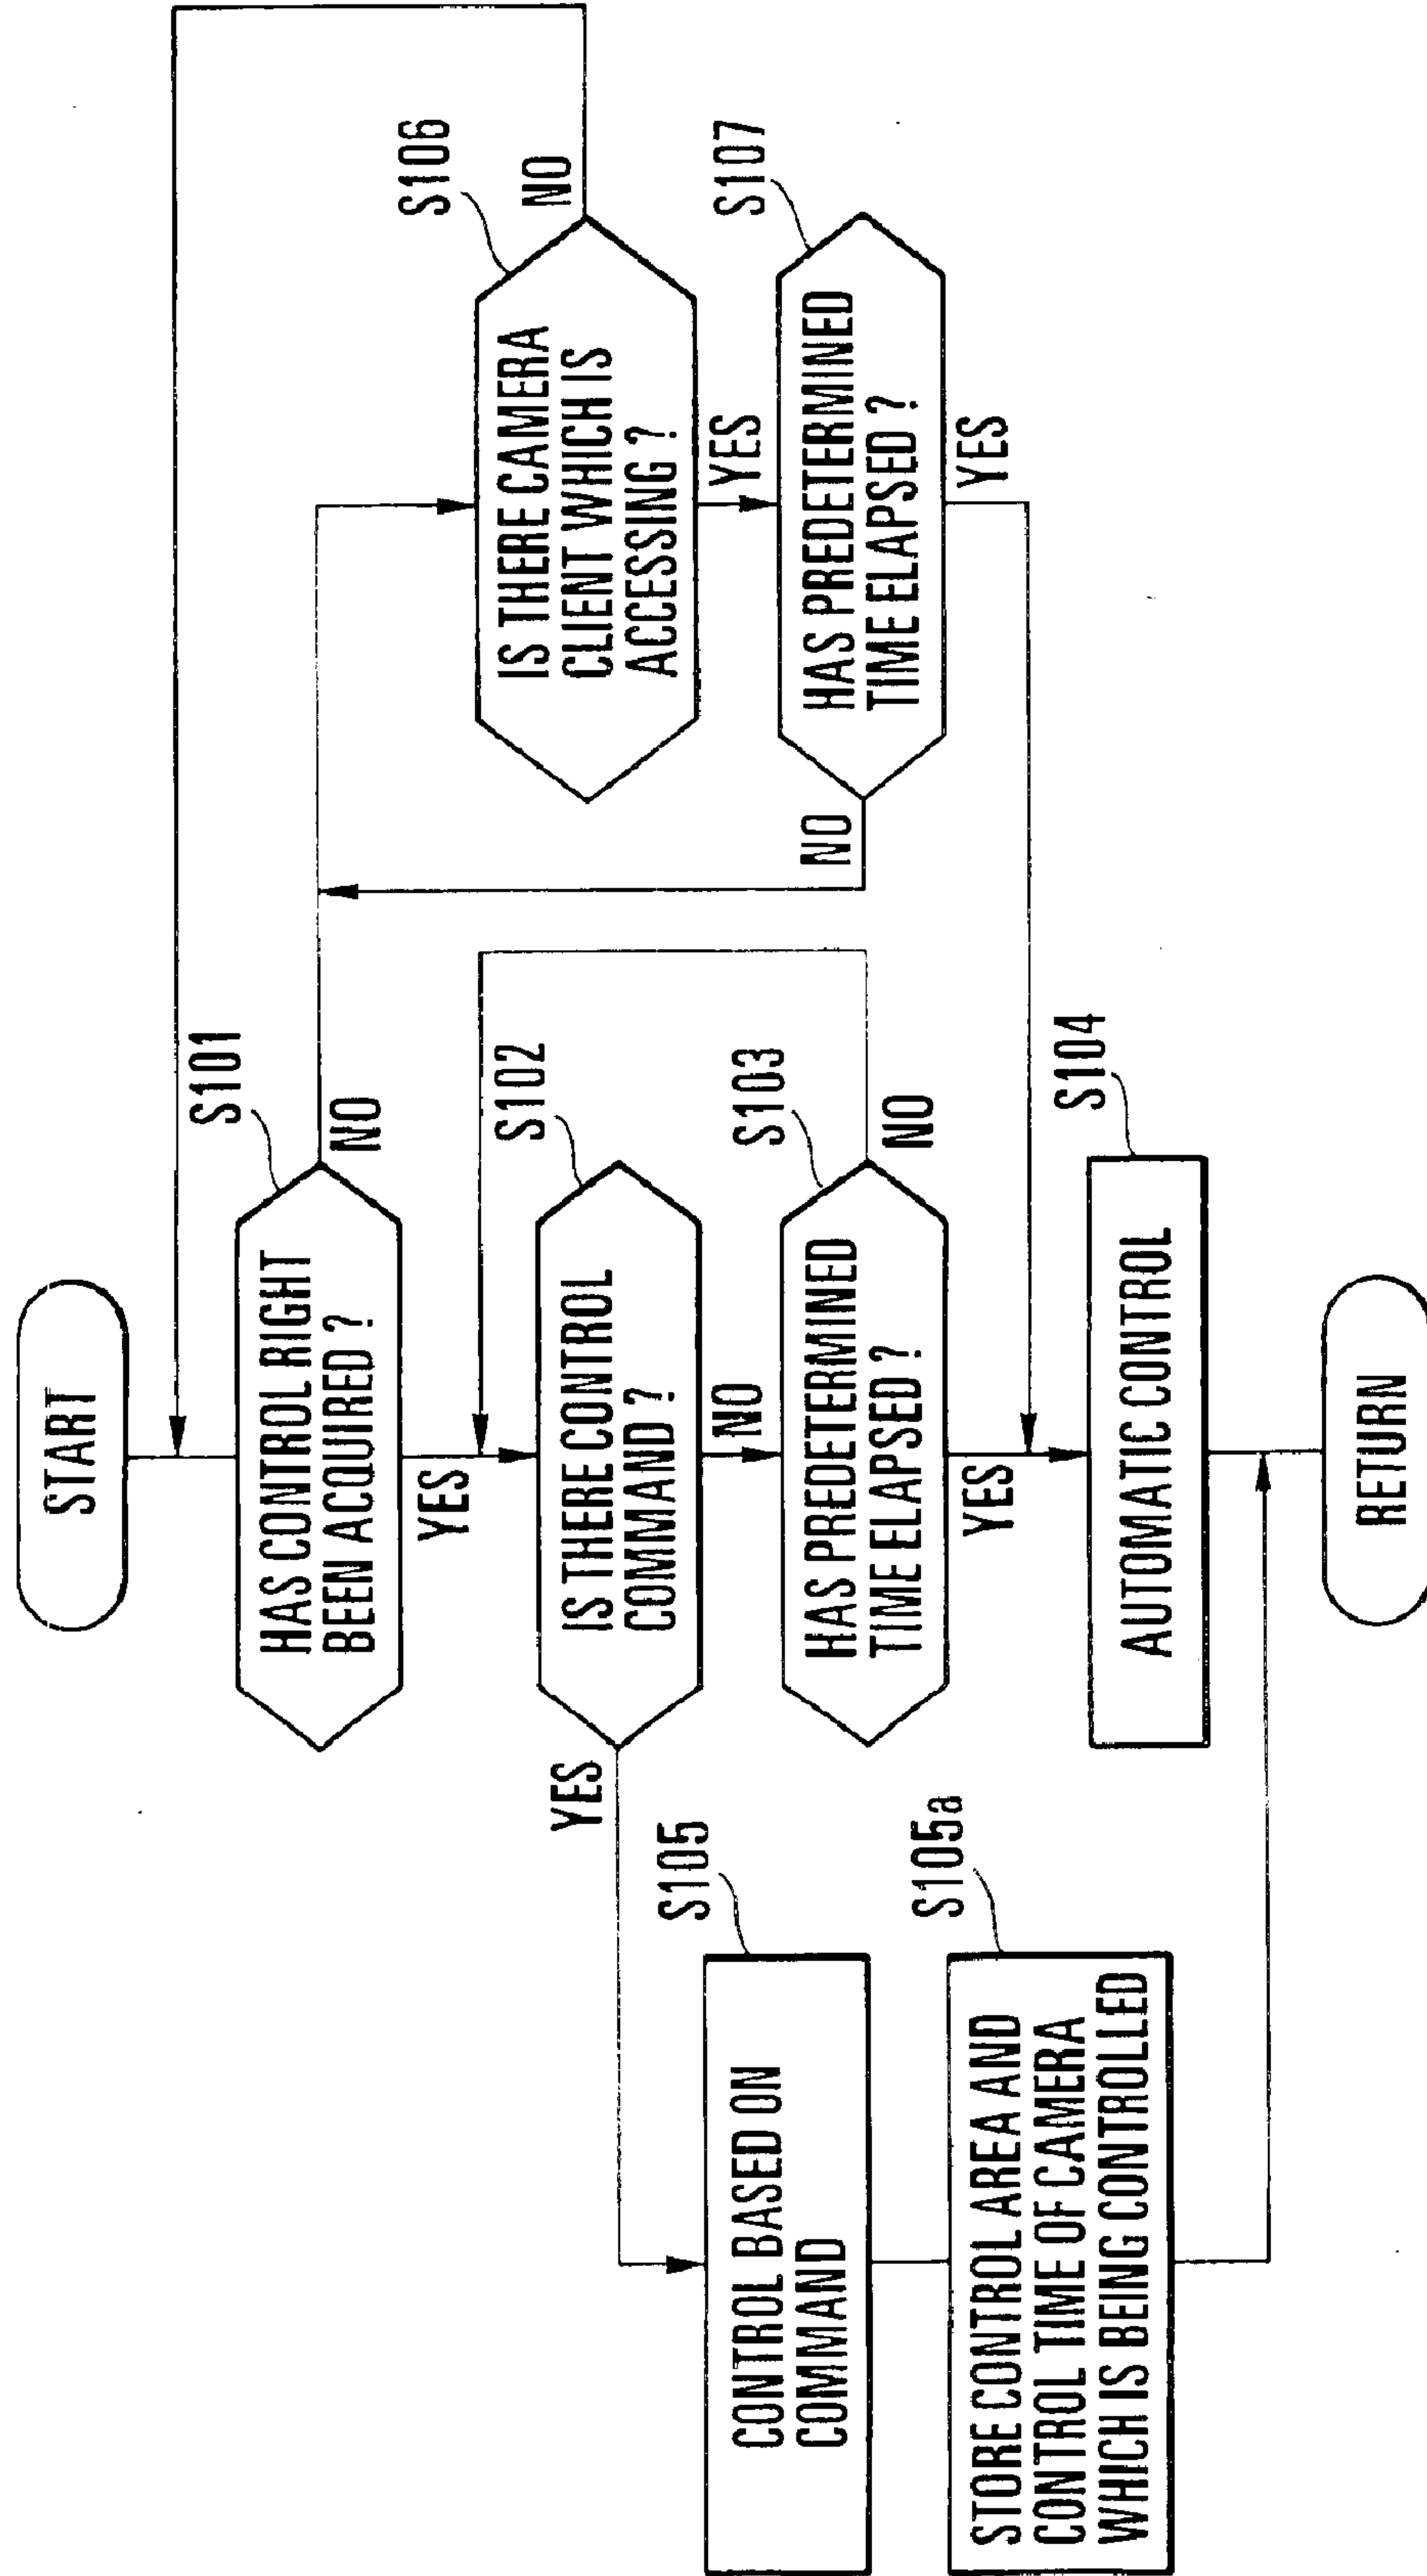 START
S101
HAS CONTROL RIGHT
BEEN ACQUIRED ?
NO
YES
S102
IS THERE CONTROL
COMMAND ?
YES
NO
S103
HAS PREDETERMINED
TIME ELAPSED ?
NO
YES
S104
AUTOMATIC CONTROL
RETURN
S105
CONTROL BASED ON
COMMAND
S105a
STORE CONTROL AREA AND
CONTROL TIME OF CAMERA
WHICH IS BEING CONTROLLED
S106
IS THERE CAMERA
CLIENT WHICH IS
ACCESSING ?
NO
YES
S107
HAS PREDETERMINED
TIME ELAPSED ?
NO
YES